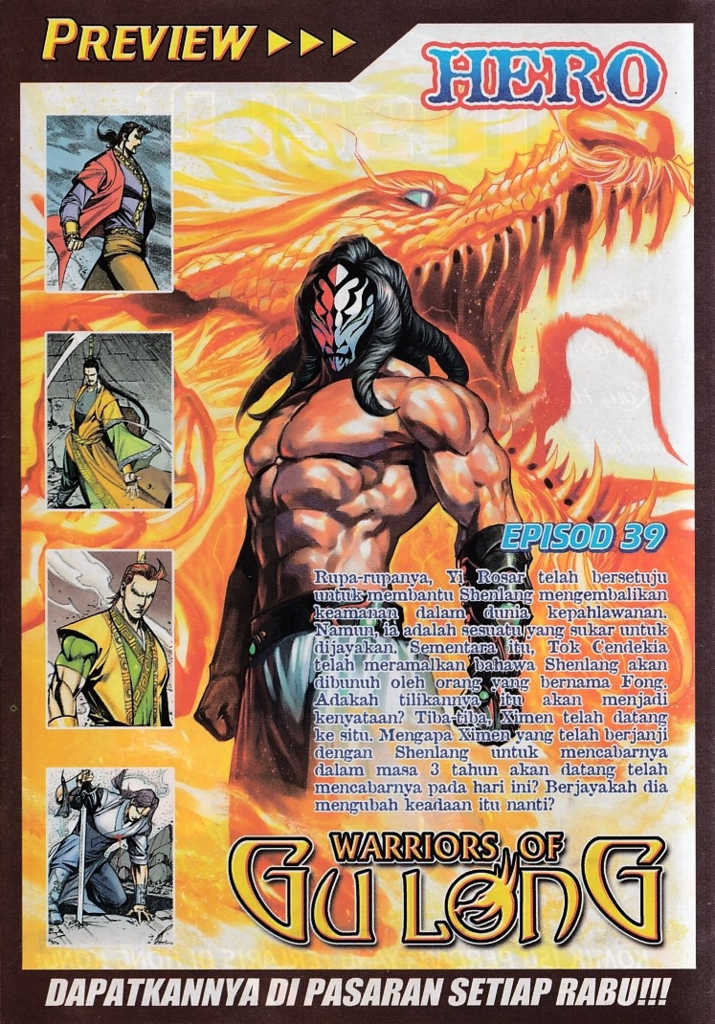 PREVIEW
HERO
EPISOD 39
Rupa-rupanya, Yi Rosar telah bersetuju
untuk membantu Shenlang mengembalikan
keamanan dalam dunia kepahlawanan.
Namun, ia adalah sesuatu yang sukar untuk
dijayakan. Sementara itu, Tok Cendekia
telah meramalkan bahawa Shenlang akan
dibunuh oleh orang yang bernama Fong.
Adakah tilikannya itu akan menjadi
kenyataan? Tiba-tiba, Ximen telah datang
ke situ. Mengapa Ximen yang telah berjanji
dengan Shenlang untuk mencabarnya
dalam masa 3 tahun akan datang telah
mencabarnya pada hari ini? Berjayakah dia
mengubah keadaan itu nanti?
WARRIORS OF
GU LONG
DAPATKANNYA DI PASARAN SETIAP RABU!!!